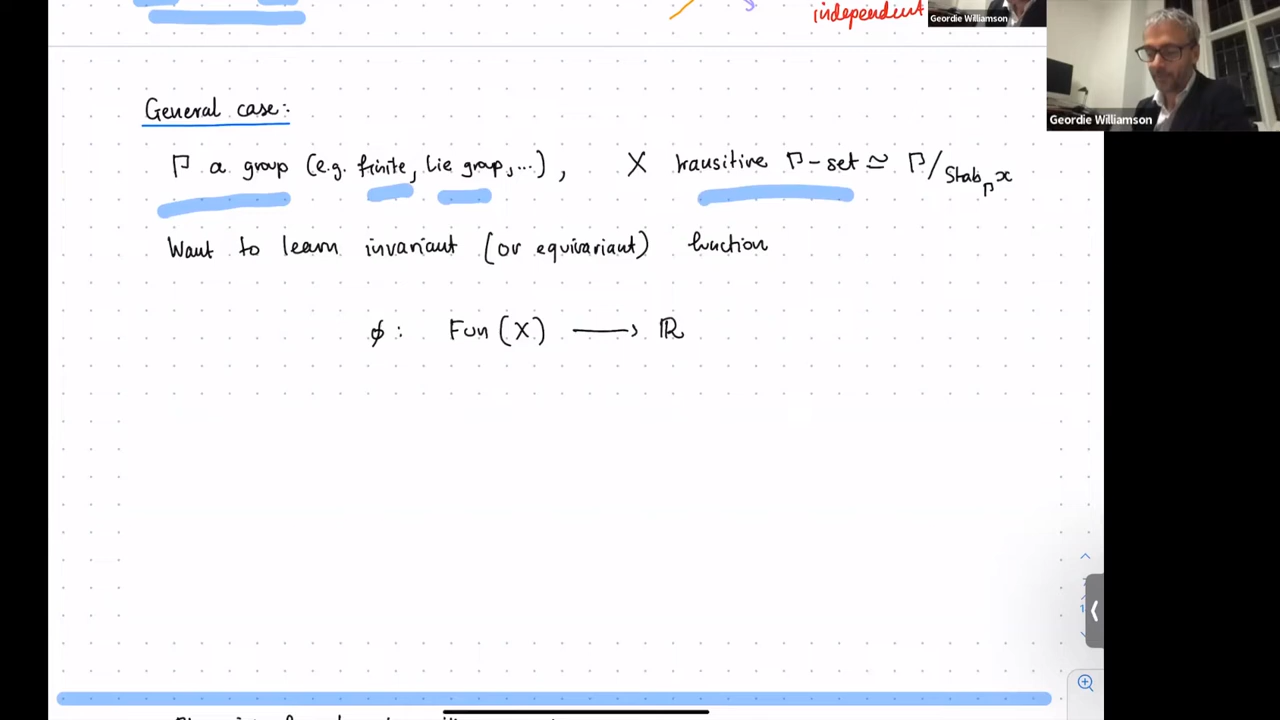 independent
Geordie Williamson
Geordie Williamson
General case:
Γ a group (e.g. finite, Lie group, ...), X transitive Γ-set ≃ Γ/Stab_Γ x
Want to learn invariant (or equivariant) function
φ: Fun (X) ⟶ ℝ